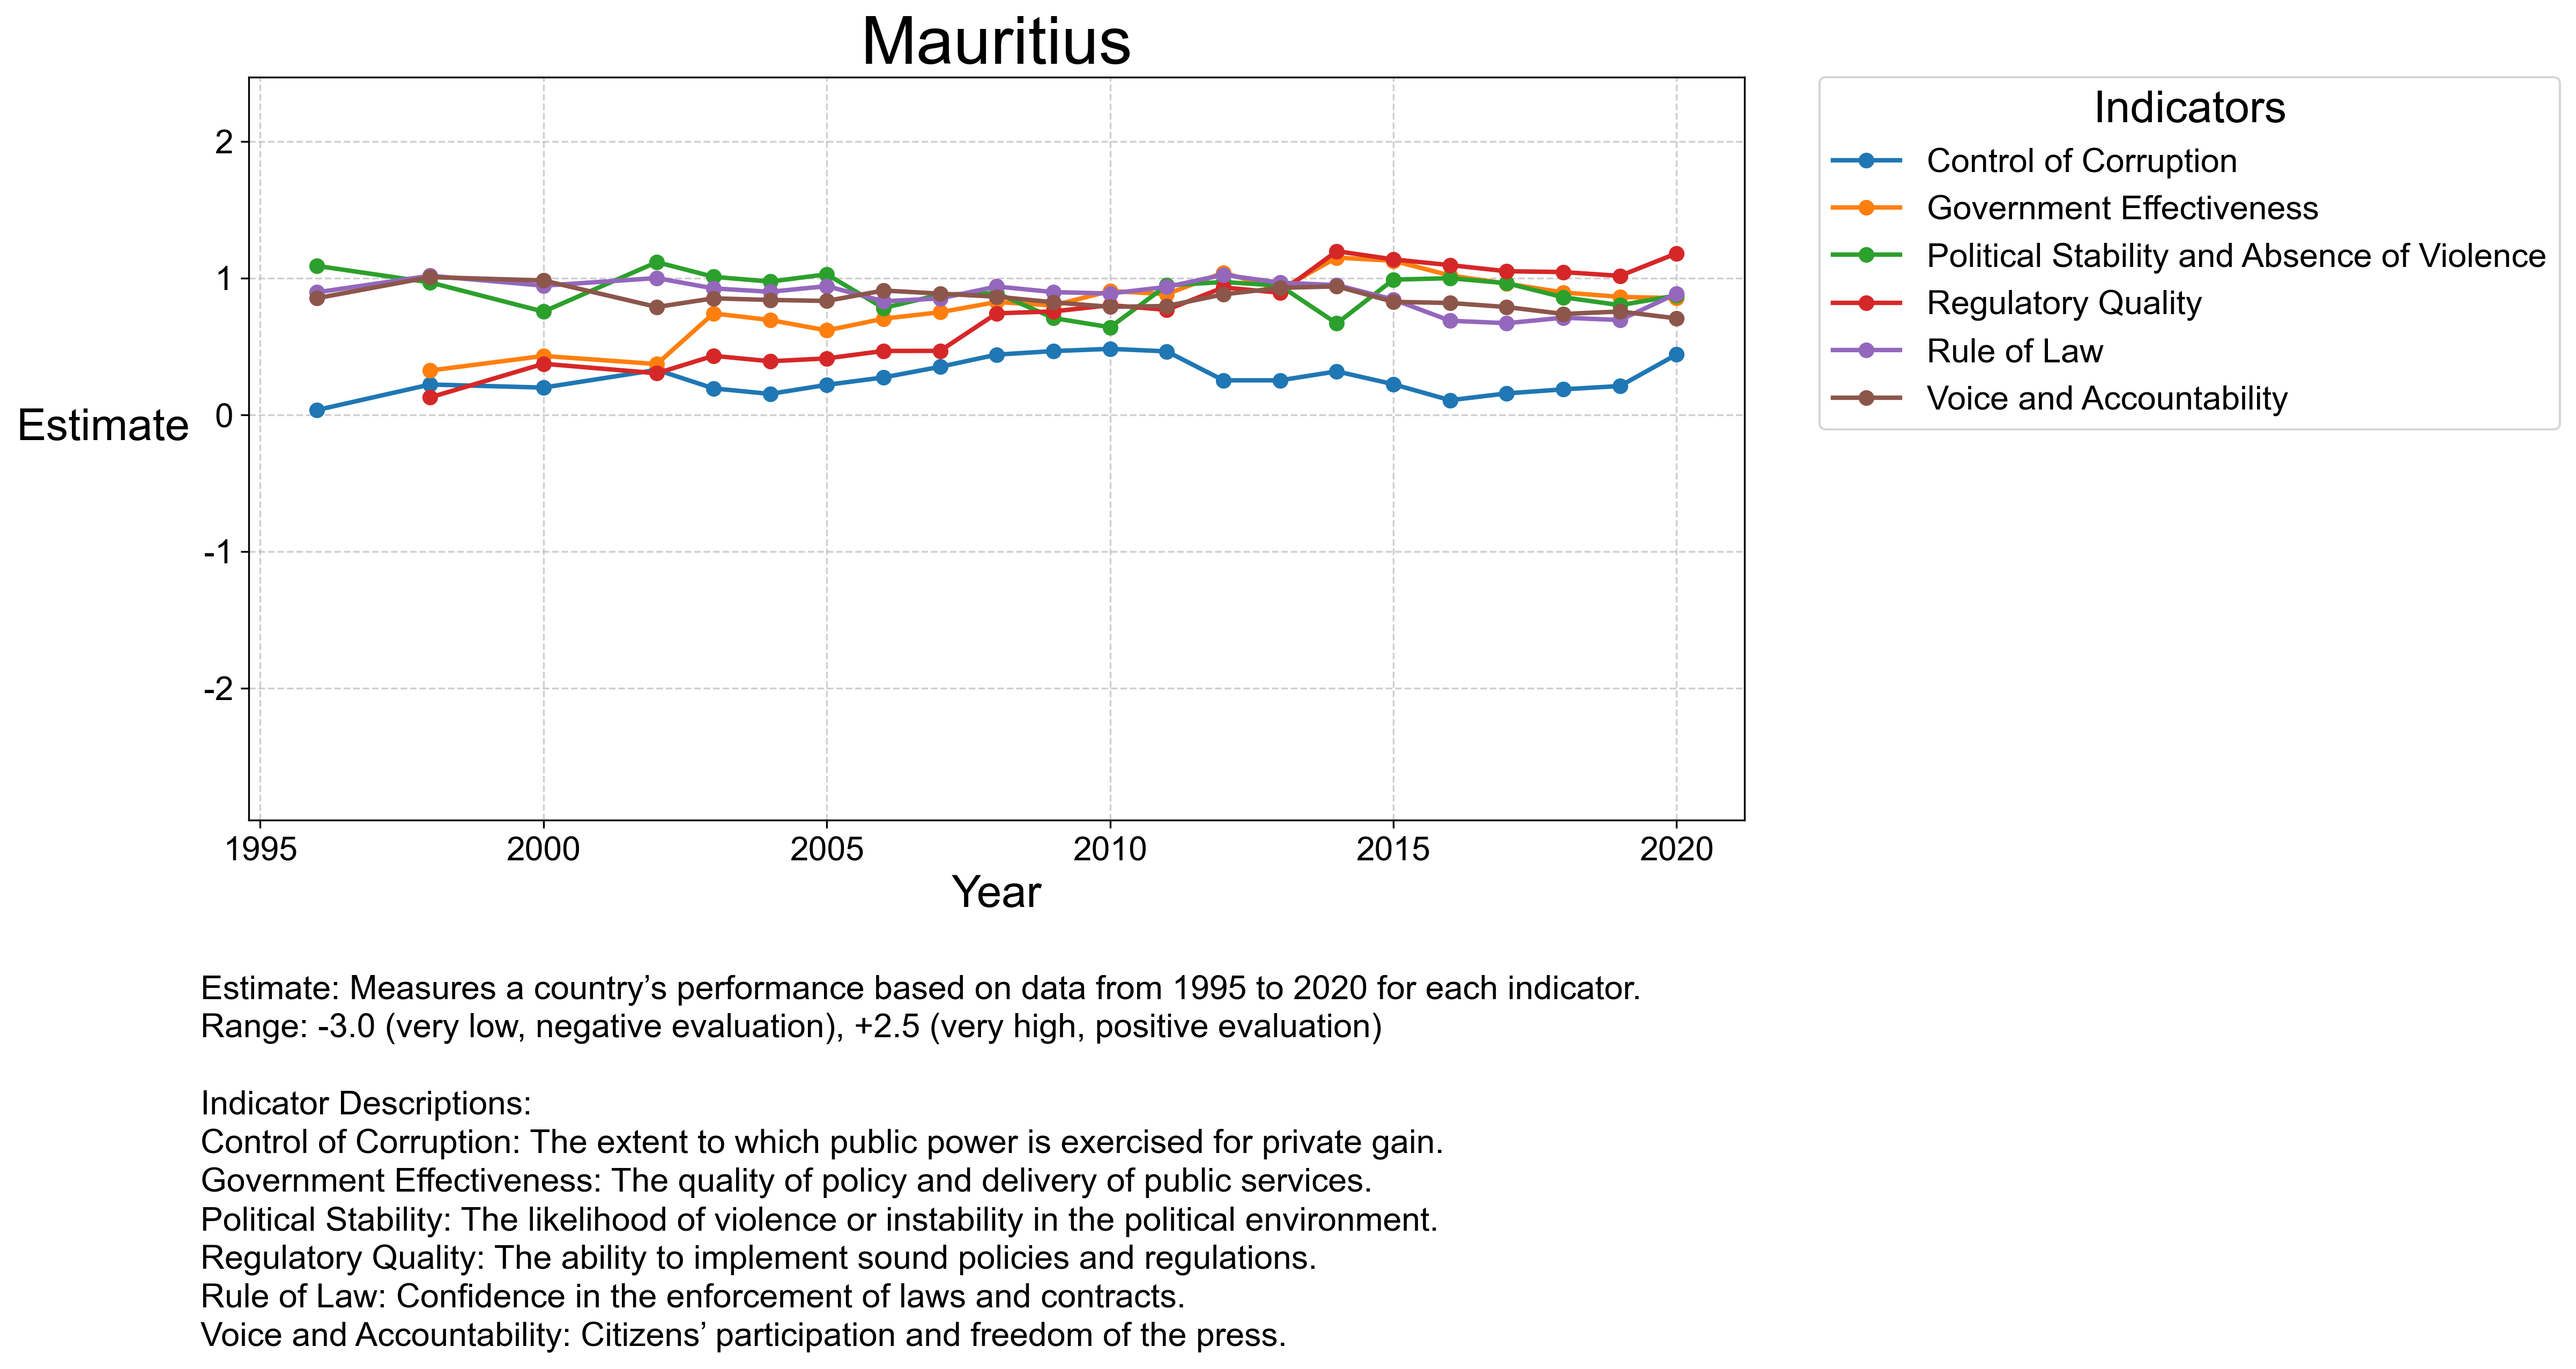 Mauritius
Indicators
Control of Corruption
Government Effectiveness
Political Stability and Absence of Violence
Regulatory Quality
Rule of Law
Voice and Accountability
Estimate
2
1
0
-1
-2
1995 2000 2005 2010 2015 2020
Year
Estimate: Measures a country’s performance based on data from 1995 to 2020 for each indicator.
Range: -3.0 (very low, negative evaluation), +2.5 (very high, positive evaluation)
Indicator Descriptions:
Control of Corruption: The extent to which public power is exercised for private gain.
Government Effectiveness: The quality of policy and delivery of public services.
Political Stability: The likelihood of violence or instability in the political environment.
Regulatory Quality: The ability to implement sound policies and regulations.
Rule of Law: Confidence in the enforcement of laws and contracts.
Voice and Accountability: Citizens’ participation and freedom of the press.